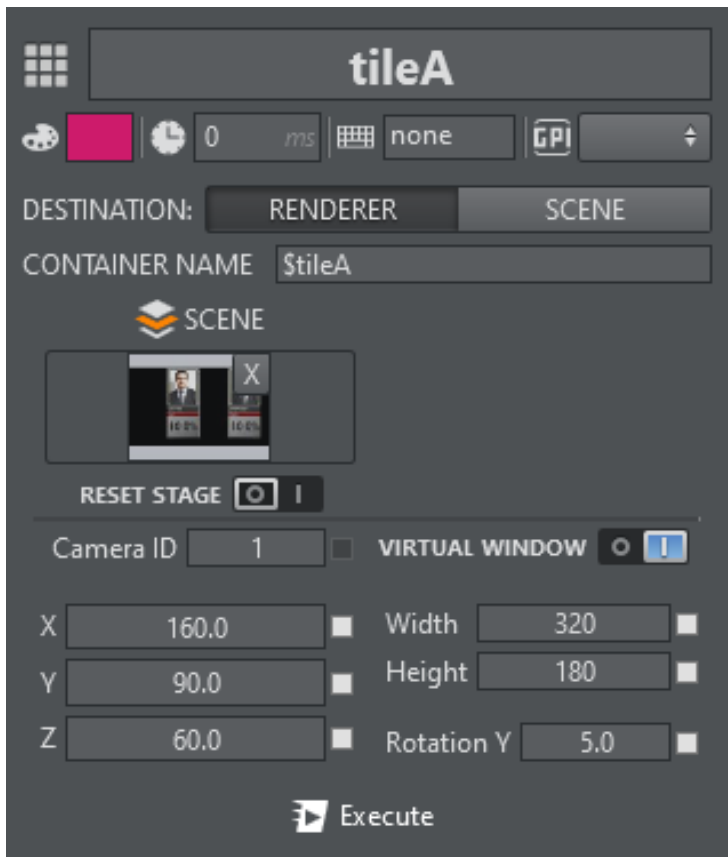 tileA
0 ms none GPI
DESTINATION: RENDERER SCENE
CONTAINER NAME $tileA
SCENE
X
RESET STAGE O I
Camera ID 1 VIRTUAL WINDOW O I
X 160.0 Width 320
Y 90.0 Height 180
Z 60.0 Rotation Y 5.0
Execute